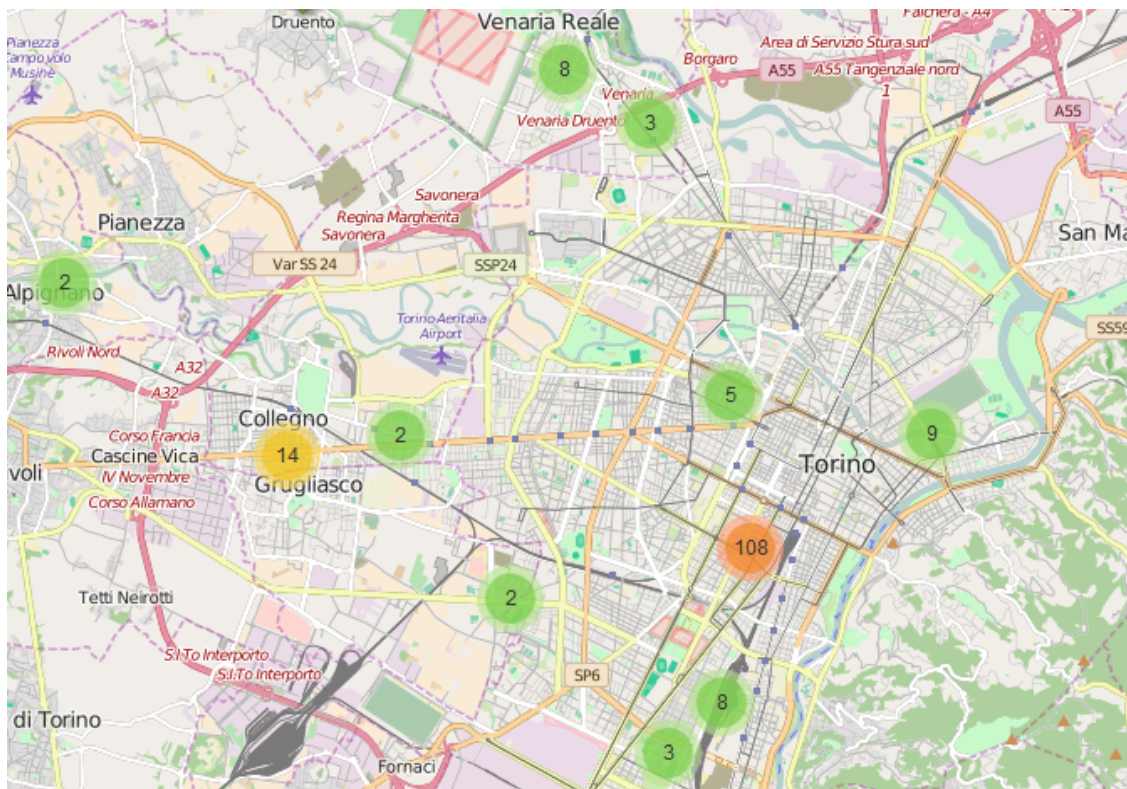 Druento
Venaria Reale
Falchera - A4
Pianezza
Campo volo
Musinè
8
Area di Servizio Stura sud
Borgaro
A55
A55 Tangenziale nord
1
Venaria
A55
Venaria Druento
3
Savonera
Regina Margherita
Savonera
Pianezza
San Ma
Var SS 24
SSP24
2
Alpignano
Torino Aeritalia
Airport
SS59
Rivoli Nord
A32
A32
5
Collegno
2
9
Corso Francia
Cascine Vica
14
Torino
voli
IV Novembre
Grugliasco
Corso Allamano
108
Tetti Neirotti
2
S.I.To Interporto
S.I.To Interporto
SP6
8
di Torino
3
Fornaci